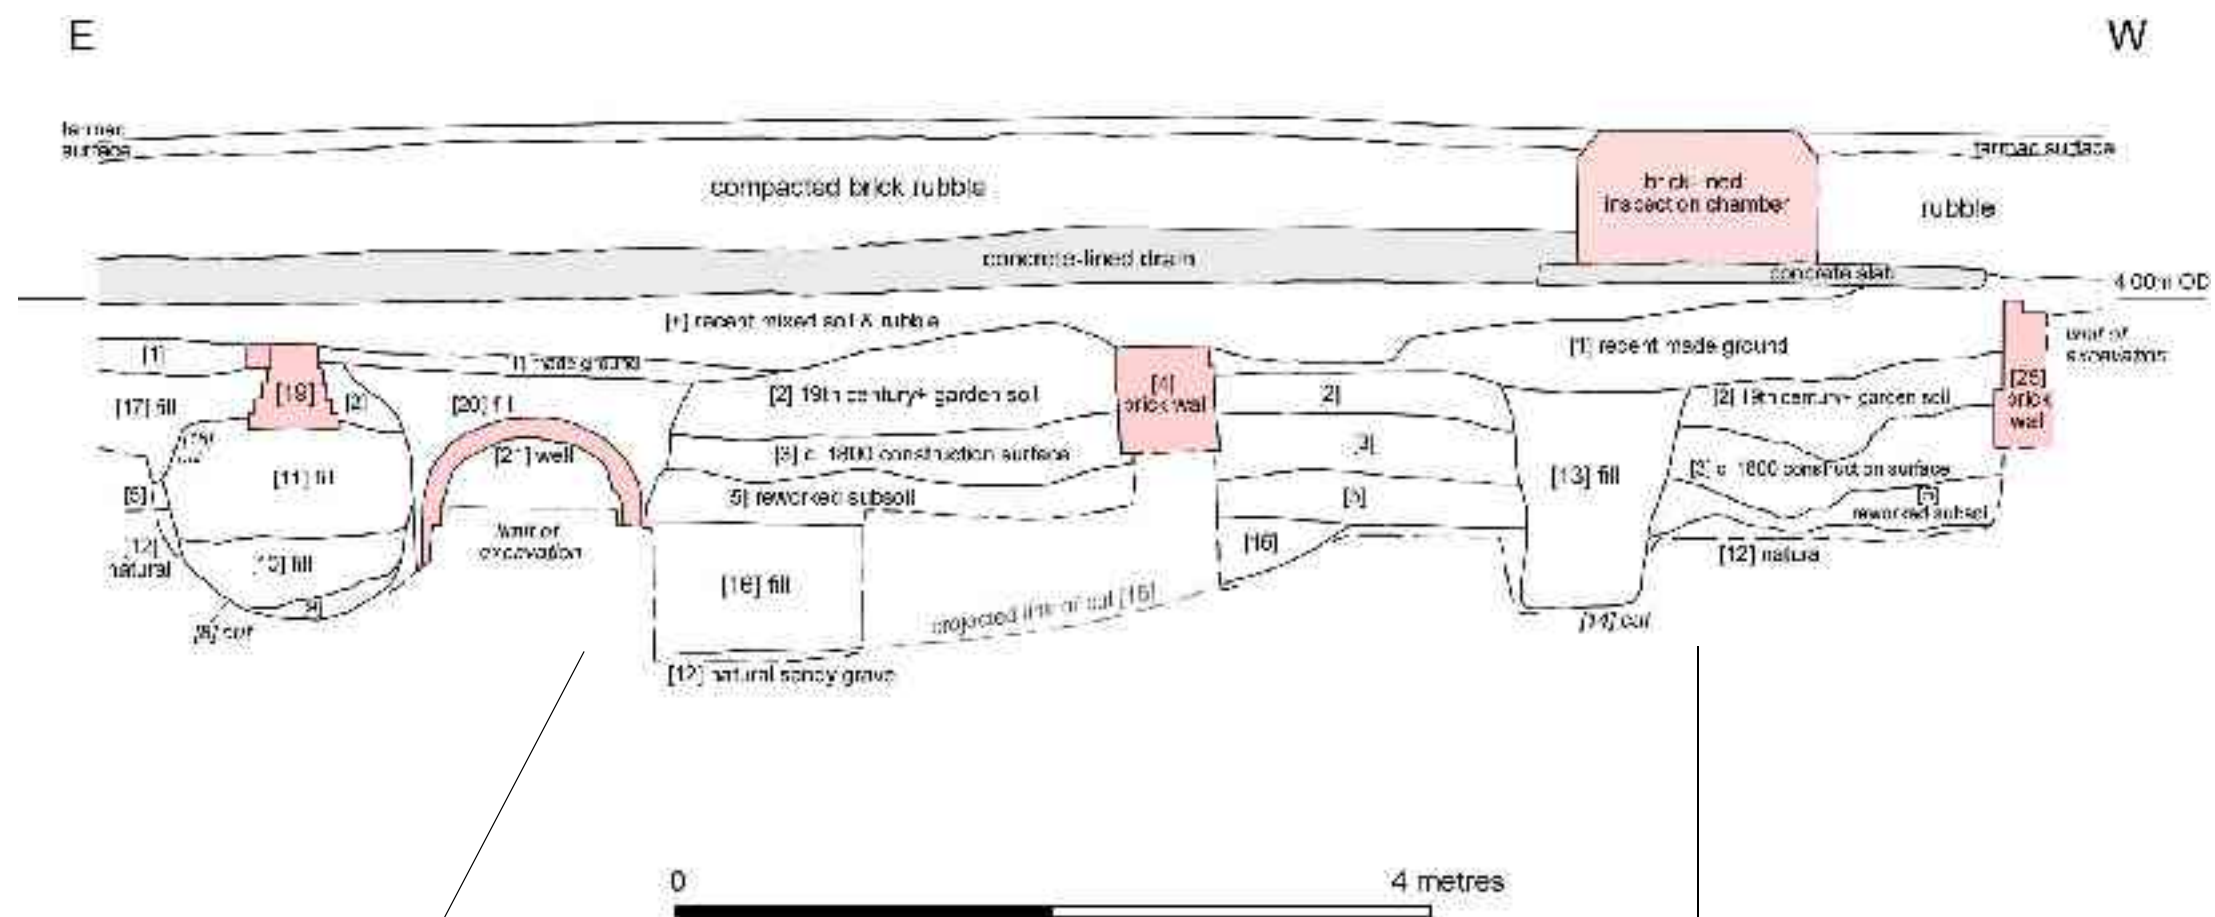 E
W
tarmac
surface
tarmac surface
compacted brick rubble
brick-lined
inspection chamber
rubble
concrete-lined drain
concrete slab
4.00m OD
[+] recent mixed soil & rubble
[1]
[1] made ground
[1] recent made ground
limit of
excavation
[17] fill
[19]
[2]
[20] fill
[2] 19th century+ garden soil
[4]
brick wall
2]
[2] 19th century+ garden soil
[25]
brick
wall
[11] fill
[21] well
[3] c. 1800 construction surface
[3]
[13] fill
[3] c. 1800 construction surface
[5]
5] reworked subsoil
[5]
[5]
reworked subsoil
limit of
excavation
[12]
natural
[10] fill
[16] fill
[16]
[12] natural
[9]
[8] cut
projected line of cut [15]
[14] cut
[12] natural sandy gravel
0
4 metres